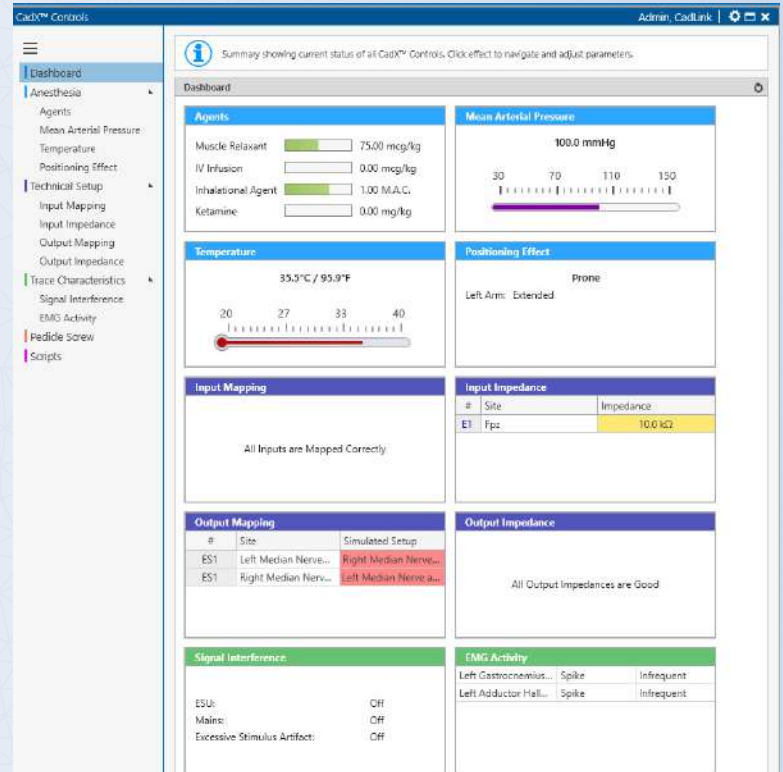 CadX™ Controls
Admin, CadLink
Summary showing current status of all CadX™ Controls. Click effect to navigate and adjust parameters.
Dashboard
Anesthesia
Agents
Mean Arterial Pressure
Temperature
Positioning Effect
Technical Setup
Input Mapping
Input Impedance
Output Mapping
Output Impedance
Trace Characteristics
Signal Interference
EMG Activity
Pedicle Screw
Scripts
Dashboard
Agents
Muscle Relaxant 75.00 mcg/kg
IV Infusion 0.00 mcg/kg
Inhalational Agent 1.00 M.A.C.
Ketamine 0.00 mg/kg
Mean Arterial Pressure
100.0 mmHg
30 70 110 150
Temperature
35.5°C / 95.9°F
20 27 33 40
Positioning Effect
Prone
Left Arm: Extended
Input Mapping
All Inputs are Mapped Correctly
Input Impedance
# Site Impedance
E1 Fpz 10.0 kΩ
Output Mapping
# Site Simulated Setup
ES1 Left Median Nerve... Right Median Nerve...
ES1 Right Median Nerv... Left Median Nerve a...
Output Impedance
All Output Impedances are Good
Signal Interference
ESU: Off
Mains: Off
Excessive Stimulus Artifact: Off
EMG Activity
Left Gastrocnemius... Spike Infrequent
Left Adductor Hall... Spike Infrequent